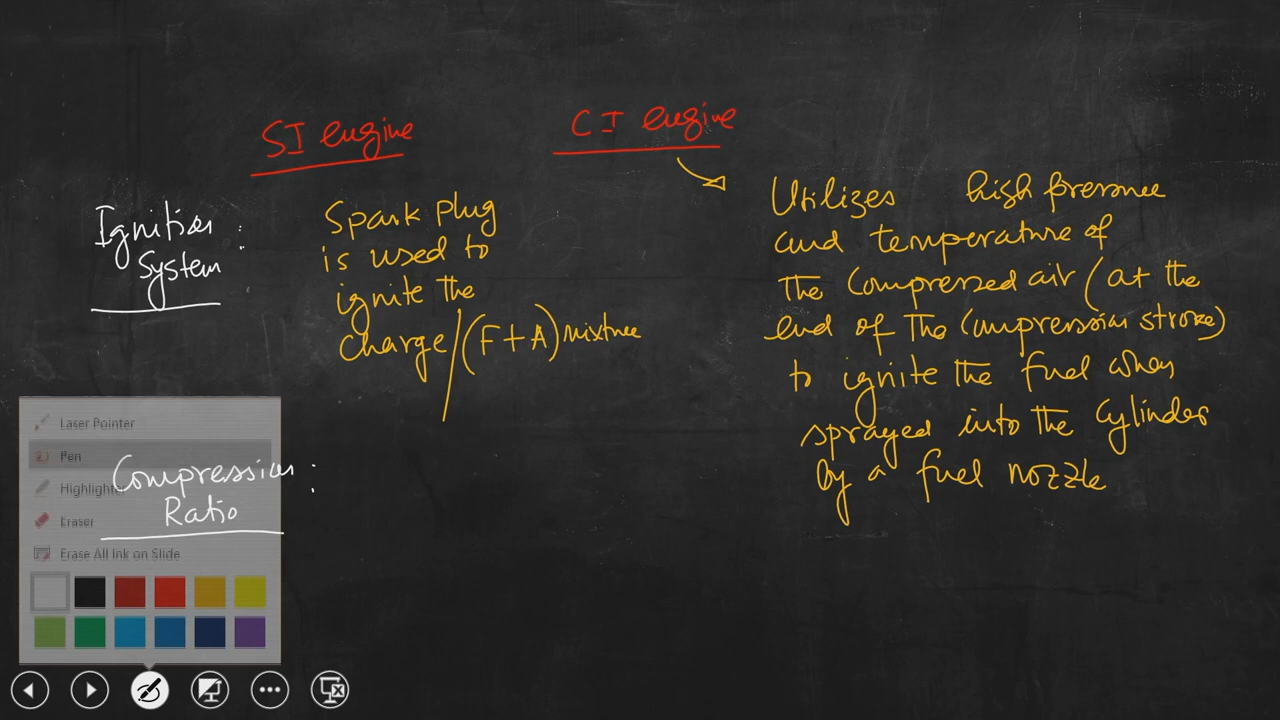 SI engine
CI engine
Ignition :
System
Spark plug
is used to
ignite the
charge/(F+A) mixture
Utilizes high pressure
and temperature of
the compressed air (at the
end of the compression stroke)
to ignite the fuel when
sprayed into the cylinder
by a fuel nozzle
Laser Pointer
Pen
Highlighter
Eraser
Erase All Ink on Slide
Compression :
Ratio